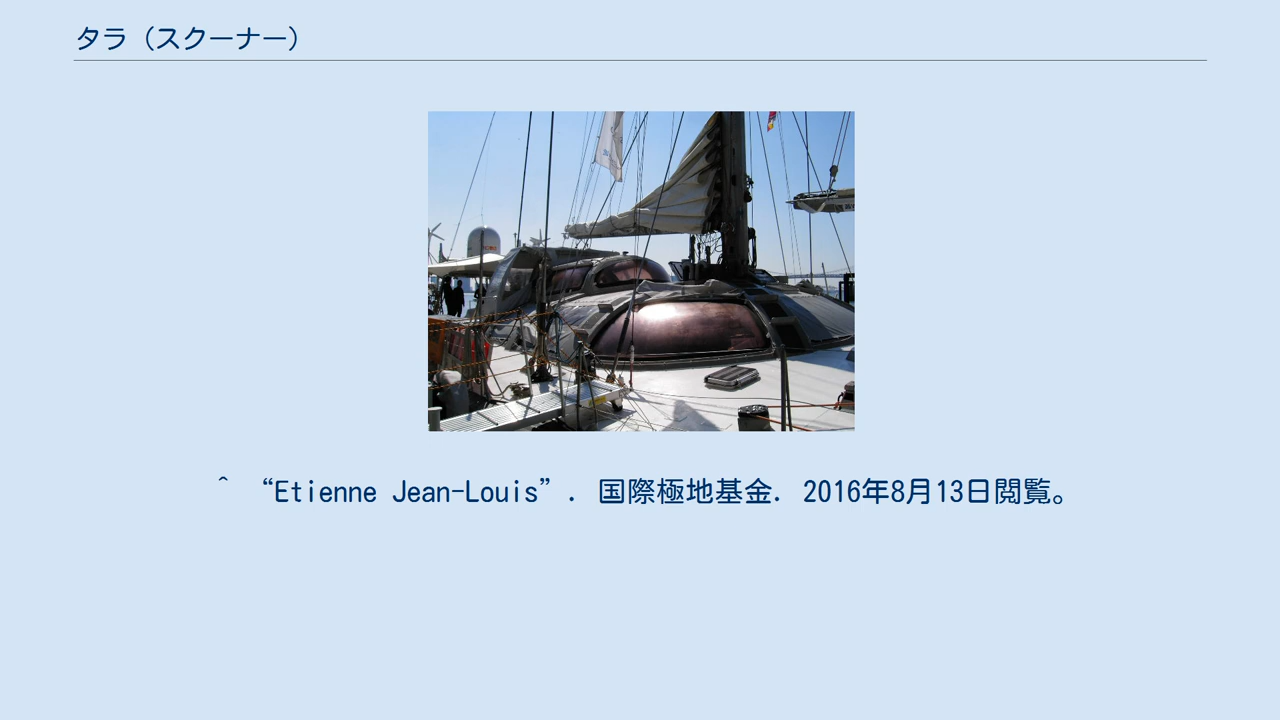 タラ（スクーナー）
^ “Etienne Jean-Louis”. 国際極地基金. 2016年8月13日閲覧。